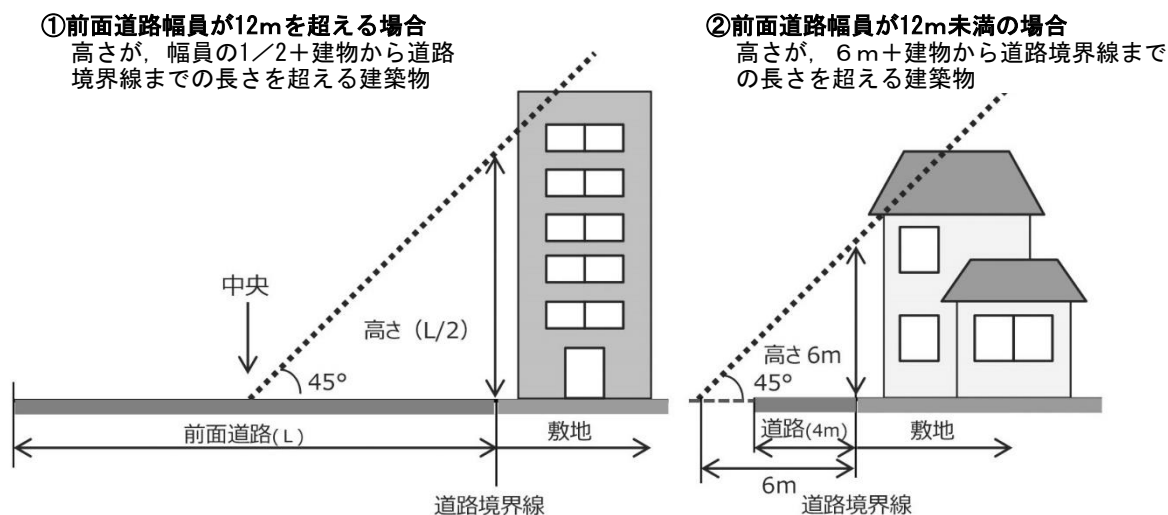 ①前面道路幅員が12mを超える場合
高さが，幅員の1／2＋建物から道路
境界線までの長さを超える建築物
中央
高さ（L/2）
45°
前面道路(L)
敷地
道路境界線
②前面道路幅員が12m未満の場合
高さが，６ｍ＋建物から道路境界線まで
の長さを超える建築物
高さ6m
45°
道路(4m)
敷地
6m
道路境界線